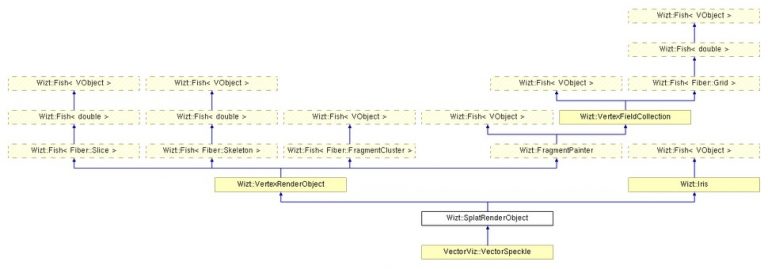 Wizt::Fish< VObject >
Wizt::Fish< double >
Wizt::Fish< VObject > Wizt::Fish< VObject > Wizt::Fish< VObject > Wizt::Fish< Fiber::Grid >
Wizt::Fish< double > Wizt::Fish< double > Wizt::Fish< VObject > Wizt::Fish< VObject > Wizt::VertexFieldCollection
Wizt::Fish< Fiber::Slice > Wizt::Fish< Fiber::Skeleton > Wizt::Fish< Fiber::FragmentCluster > Wizt::FragmentPainter Wizt::Fish< VObject >
Wizt::VertexRenderObject Wizt::Iris
Wizt::SplatRenderObject
VectorViz::VectorSpeckle